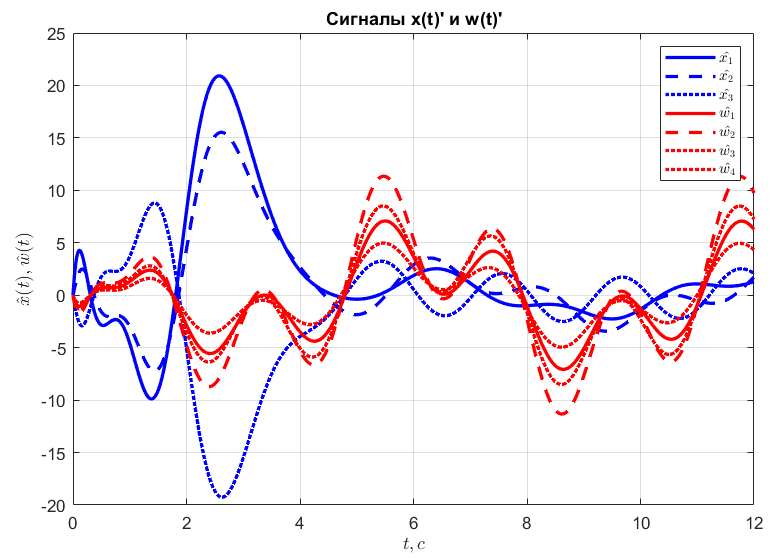 Сигналы x(t)' и w(t)'
x̂(t), ŵ(t)
25
20
15
10
5
0
-5
-10
-15
-20
0 2 4 6 8 10 12
t, c
x̂₁
x̂₂
x̂₃
ŵ₁
ŵ₂
ŵ₃
ŵ₄